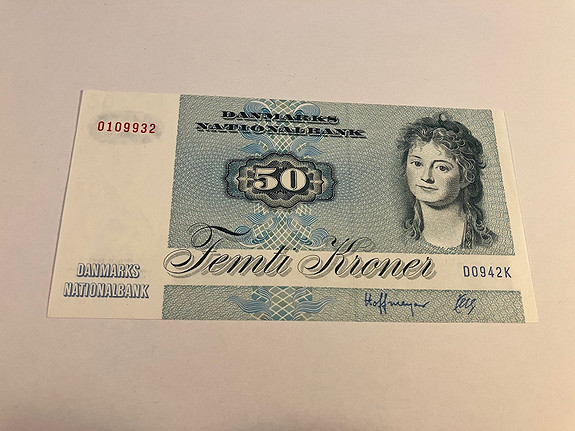 0109932
DANMARKS
NATIONALBANK
50
Femti Kroner
D0942K
DANMARKS
NATIONALBANK
Hoffmeyer